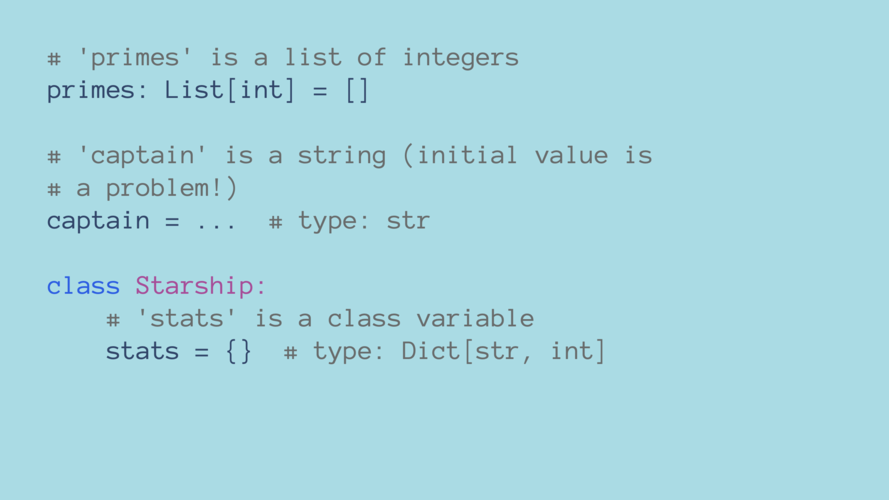 # 'primes' is a list of integers
primes: List[int] = []
# 'captain' is a string (initial value is
# a problem!)
captain = ...  # type: str
class Starship:
    # 'stats' is a class variable
    stats = {}  # type: Dict[str, int]